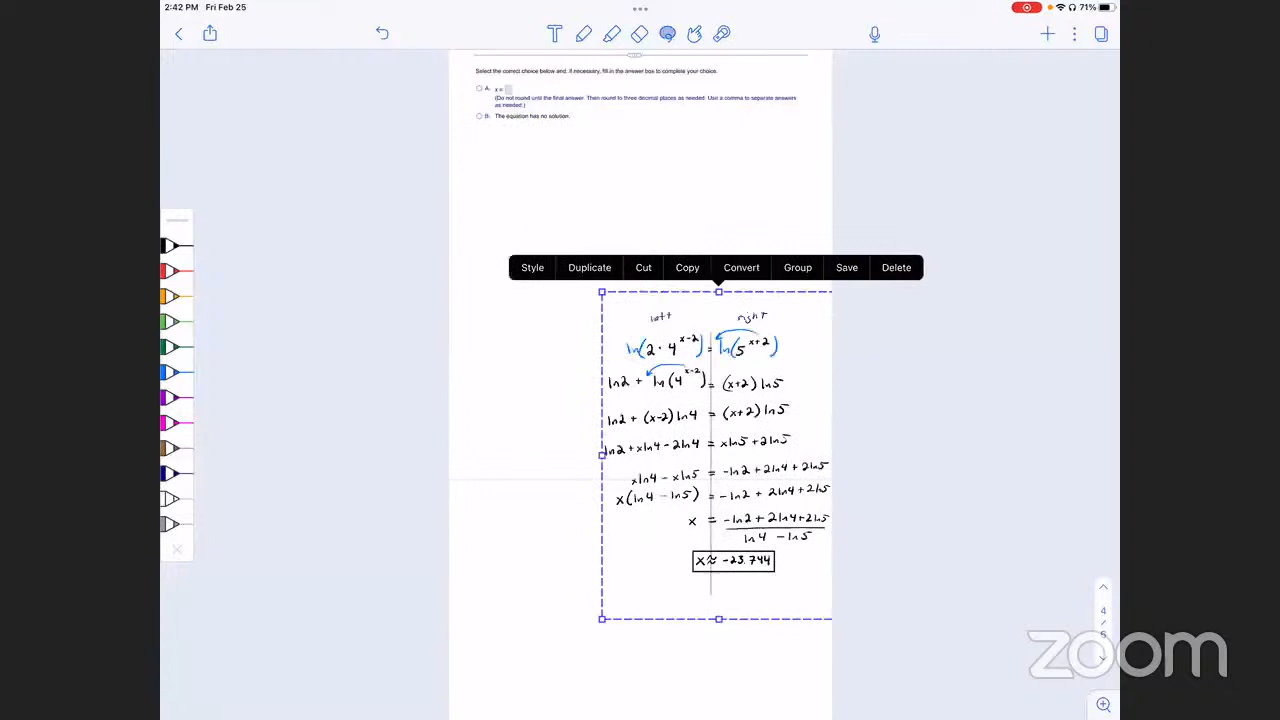 2:42 PM Fri Feb 25
71%
Select the correct choice below and, if necessary, fill in the answer box to complete your choice.
A. x =
(Do not round until the final answer. Then round to three decimal places as needed. Use a comma to separate answers
as needed.)
B. The equation has no solution.
Style Duplicate Cut Copy Convert Group Save Delete
left right
ln(2 · 4^(x-2)) = ln(5^(x+2))
ln2 + ln(4^(x-2)) = (x+2) ln5
ln2 + (x-2) ln4 = (x+2) ln5
ln2 + xln4 - 2ln4 = xln5 + 2ln5
xln4 - xln5 = -ln2 + 2ln4 + 2ln5
x(ln4 - ln5) = -ln2 + 2ln4 + 2ln5
x = -ln2 + 2ln4 + 2ln5
ln4 - ln5
x ≈ -23.744
4
/
6
zoom